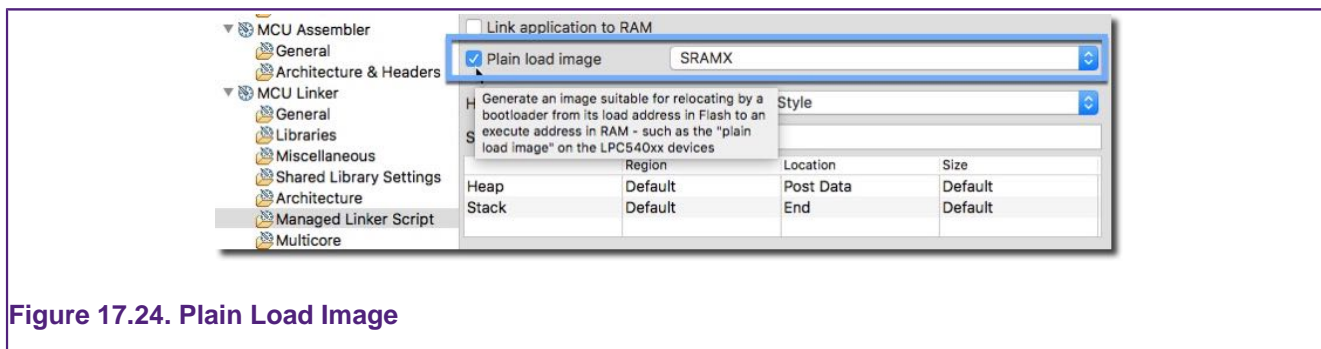 MCU Assembler
General
Architecture & Headers
MCU Linker
General
Libraries
Miscellaneous
Shared Library Settings
Architecture
Managed Linker Script
Multicore
Link application to RAM
Plain load image SRAMX
H
Style
Generate an image suitable for relocating by a
bootloader from its load address in Flash to an
execute address in RAM - such as the "plain
load image" on the LPC540xx devices
S
Region Location Size
Heap Default Post Data Default
Stack Default End Default
Figure 17.24. Plain Load Image